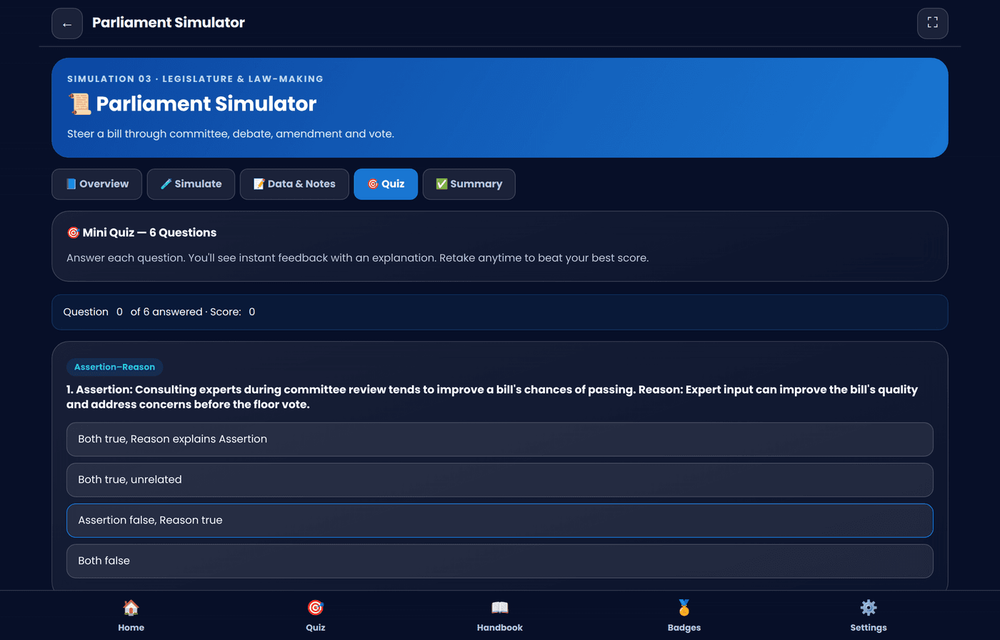 ← Parliament Simulator
SIMULATION 03 · LEGISLATURE & LAW-MAKING
📜 Parliament Simulator
Steer a bill through committee, debate, amendment and vote.
📘 Overview 🧪 Simulate 📝 Data & Notes 🎯 Quiz ✅ Summary
🎯 Mini Quiz — 6 Questions
Answer each question. You'll see instant feedback with an explanation. Retake anytime to beat your best score.
Question 0 of 6 answered · Score: 0
Assertion–Reason
1. Assertion: Consulting experts during committee review tends to improve a bill's chances of passing. Reason: Expert input can improve the bill's quality
and address concerns before the floor vote.
Both true, Reason explains Assertion
Both true, unrelated
Assertion false, Reason true
Both false
Home Quiz Handbook Badges Settings